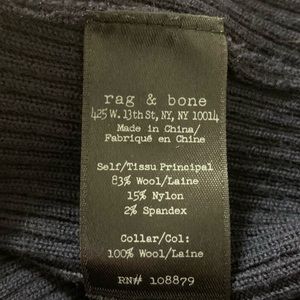 rag & bone
425 W. 13th St, NY, NY 10014
Made in China/
Fabriqué en Chine
Self/Tissu Principal
83% Wool/Laine
15% Nylon
2% Spandex
Collar/Col:
100% Wool/Laine
RN# 108879